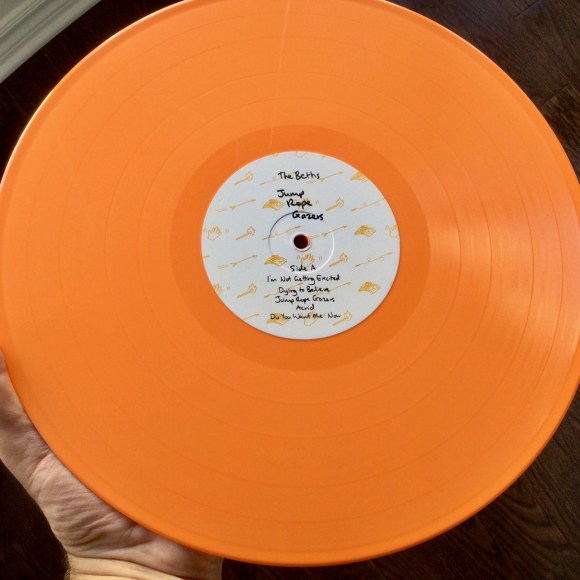 The Beths
Jump
Rope
Gazers
Side A
I'm Not Getting Excited
Dying to Believe
Jump Rope Gazers
Acrid
Do You Want Me Now